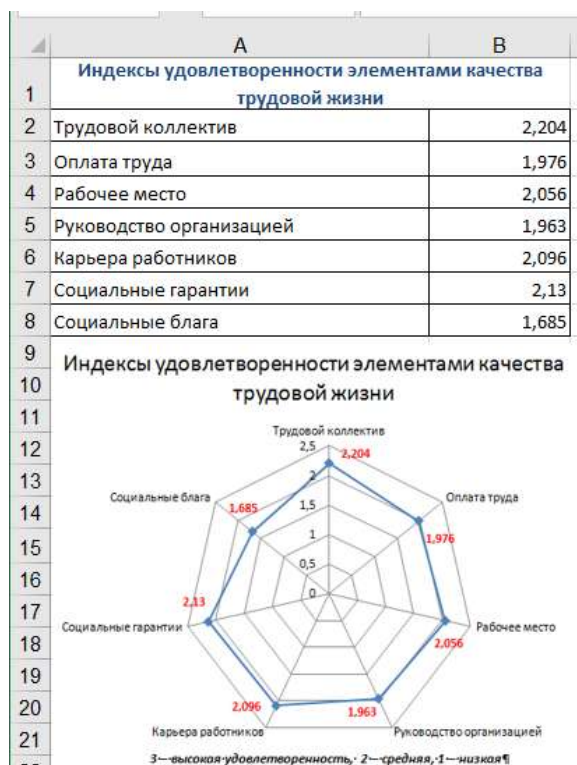 A B
1 Индексы удовлетворенности элементами качества
трудовой жизни
2 Трудовой коллектив 2,204
3 Оплата труда 1,976
4 Рабочее место 2,056
5 Руководство организацией 1,963
6 Карьера работников 2,096
7 Социальные гарантии 2,13
8 Социальные блага 1,685
9
Индексы удовлетворенности элементами качества
10
трудовой жизни
11
Трудовой коллектив
12
2,5
2,204
13
2
Социальные блага
Оплата труда
14
1,685
1,5
1,976
15
1
16
0,5
0
17
2,13
Социальные гарантии
Рабочее место
18
2,056
19
20
2,096
1,963
21
Карьера работников
Руководство организацией
3-–высокая·удовлетворенность,· 2-–средняя,·1-–низкая¶